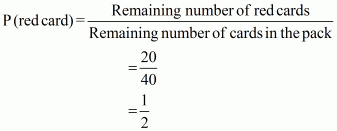 P(red card) = Remaining number of red cards / Remaining number of cards in the pack
= 20/40
= 1/2